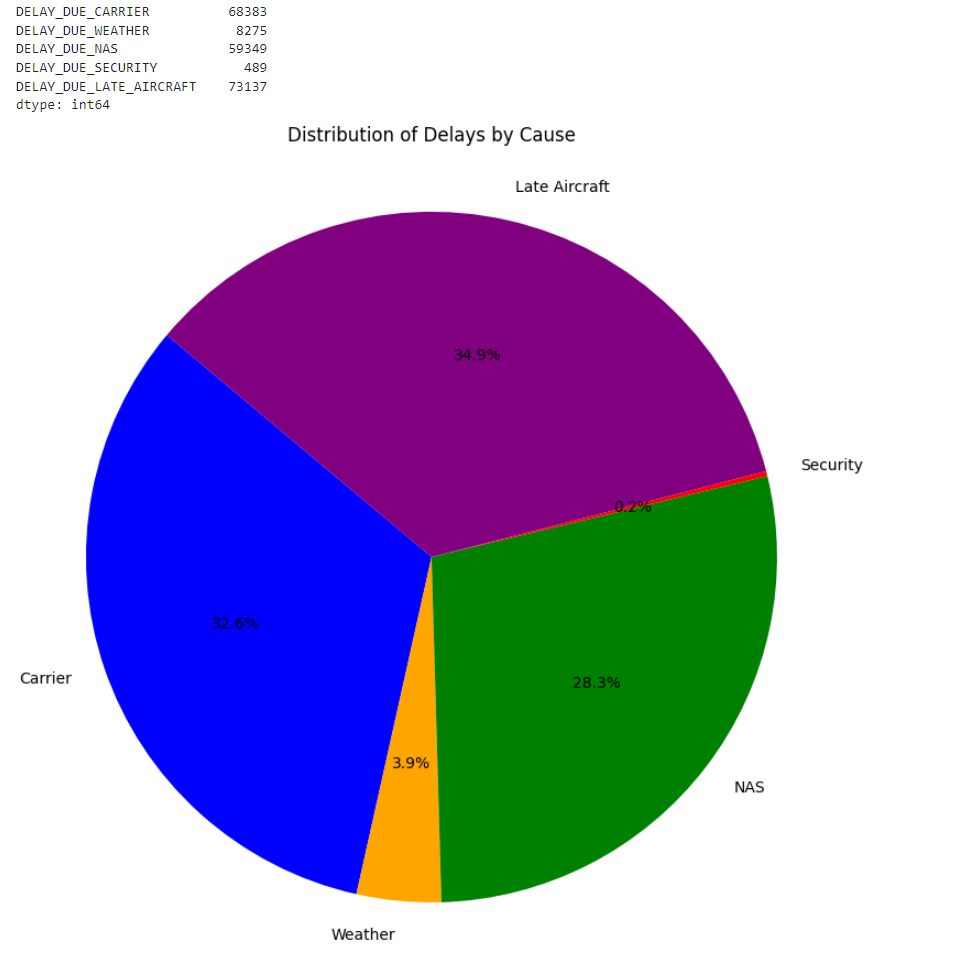 DELAY_DUE_CARRIER 68383
DELAY_DUE_WEATHER 8275
DELAY_DUE_NAS 59349
DELAY_DUE_SECURITY 489
DELAY_DUE_LATE_AIRCRAFT 73137
dtype: int64
Distribution of Delays by Cause
Late Aircraft
34.9%
Security
0.2%
32.6%
Carrier
28.3%
3.9%
NAS
Weather